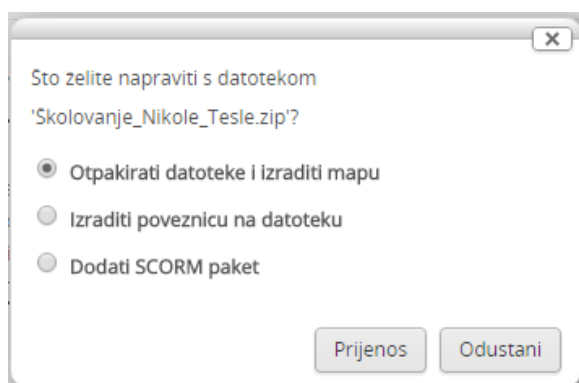 Što želite napraviti s datotekom
'Školovanje_Nikole_Tesle.zip'?
Otpakirati datoteke i izraditi mapu
Izraditi poveznicu na datoteku
Dodati SCORM paket
Prijenos Odustani